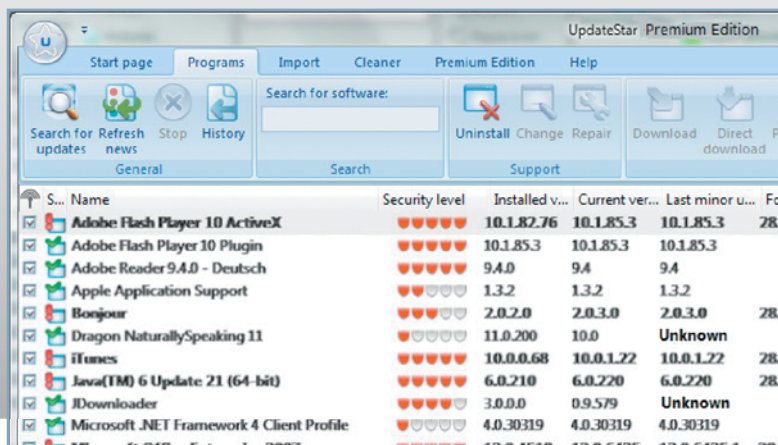 UpdateStar Premium Edition
u
Start page Programs Import Cleaner Premium Edition Help
Search for software:
Search for updates Refresh news Stop History Uninstall Change Repair Download Direct download
General Search Support
S... Name Security level Installed v... Current ver... Last minor u... Fo
Adobe Flash Player 10 ActiveX 10.1.82.76 10.1.85.3 10.1.85.3 28.
Adobe Flash Player 10 Plugin 10.1.85.3 10.1.85.3 10.1.85.3
Adobe Reader 9.4.0 - Deutsch 9.4.0 9.4 9.4
Apple Application Support 1.3.2 1.3.2 1.3.2
Bonjour 2.0.2.0 2.0.3.0 2.0.3.0 28.
Dragon NaturallySpeaking 11 11.0.200 10.0 Unknown
iTunes 10.0.0.68 10.0.1.22 10.0.1.22 28.
Java(TM) 6 Update 21 (64-bit) 6.0.210 6.0.220 6.0.220 28.
JDownloader 3.0.0.0 0.9.579 Unknown
Microsoft .NET Framework 4 Client Profile 4.0.30319 4.0.30319 4.0.30319